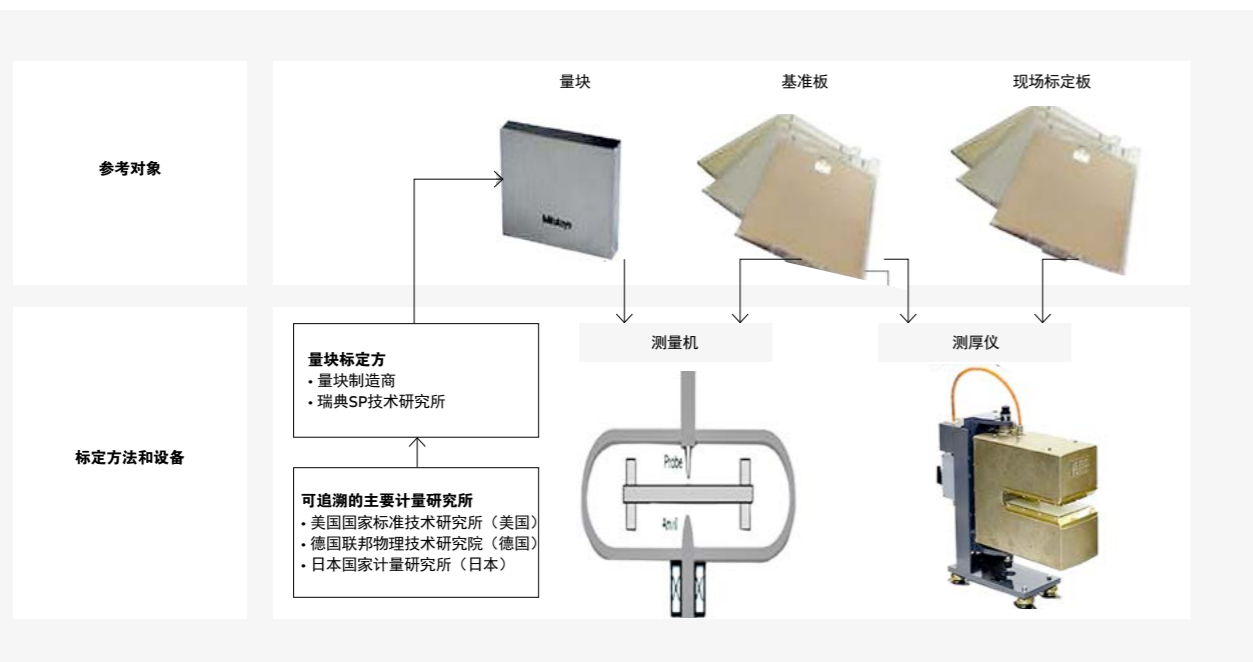 量块
基准板
现场标定板
参考对象
Mitutoyo
量块标定方
• 量块制造商
• 瑞典SP技术研究所
测量机
测厚仪
标定方法和设备
Probe
Anvil
可追溯的主要计量研究所
• 美国国家标准技术研究所（美国）
• 德国联邦物理技术研究院（德国）
• 日本国家计量研究所（日本）